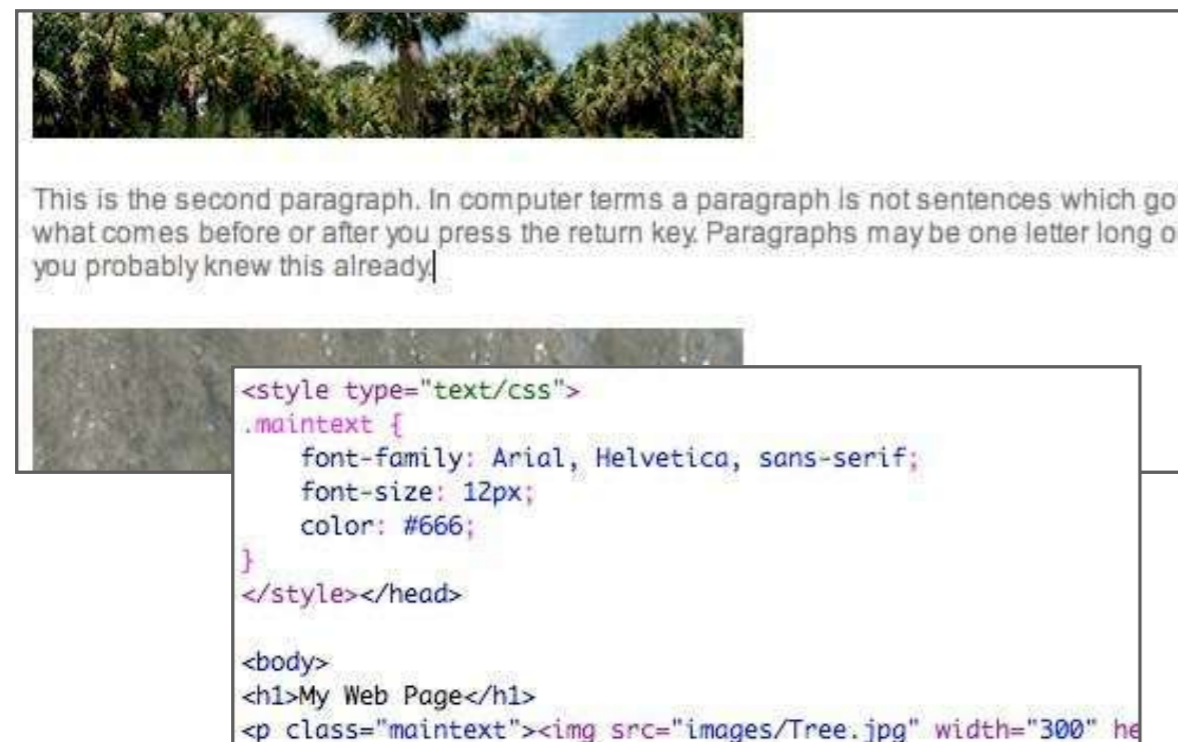 This is the second paragraph. In computer terms a paragraph is not sentences which go
what comes before or after you press the return key. Paragraphs may be one letter long o
you probably knew this already.
<style type="text/css">
.maintext {
    font-family: Arial, Helvetica, sans-serif;
    font-size: 12px;
    color: #666;
}
</style></head>
<body>
<h1>My Web Page</h1>
<p class="maintext"><img src="images/Tree.jpg" width="300" he